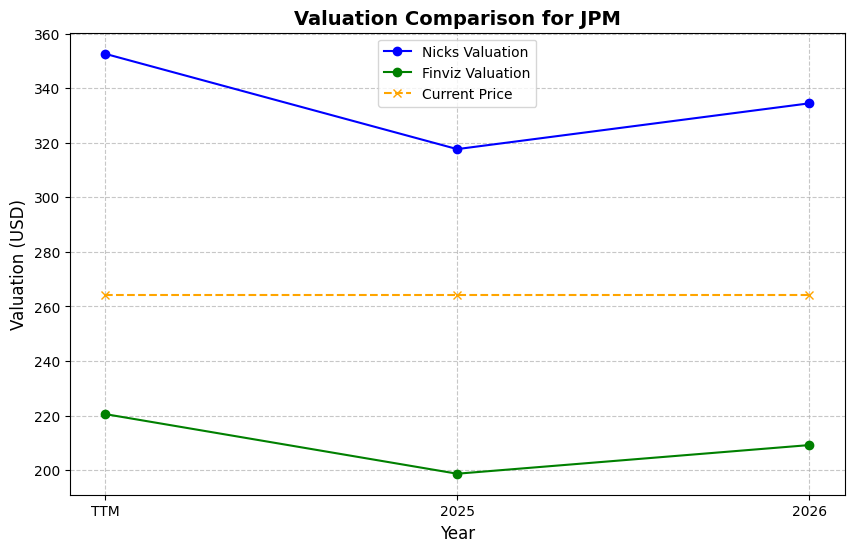 Valuation Comparison for JPM
Nicks Valuation
Finviz Valuation
Current Price
Valuation (USD)
360
340
320
300
280
260
240
220
200
TTM
2025
2026
Year